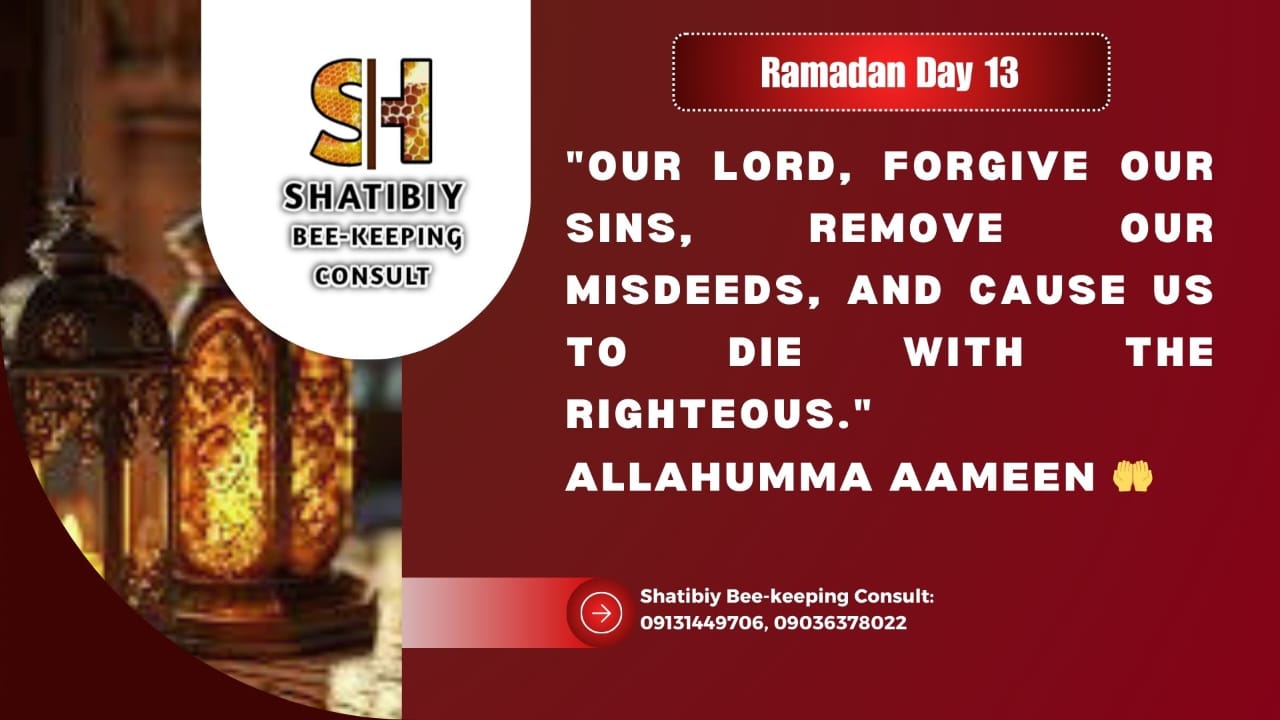 SH
SHATIBIY
BEE-KEEPING
CONSULT
Ramadan Day 13
"OUR LORD, FORGIVE OUR
SINS, REMOVE OUR
MISDEEDS, AND CAUSE US
TO DIE WITH THE
RIGHTEOUS."
ALLAHUMMA AAMEEN 🤲
Shatibiy Bee-keeping Consult:
09131449706, 09036378022